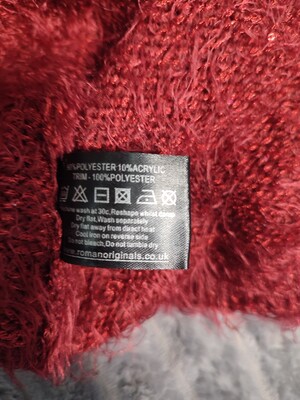 %POLYESTER 10%ACRYLIC
TRIM - 100%POLYESTER
wash at 30c, Reshape whilst damp
Dry flat, Wash separately
Dry flat away from direct heat
Cool iron on reverse side
Do not bleach, Do not tumble dry
www.romanoriginals.co.uk